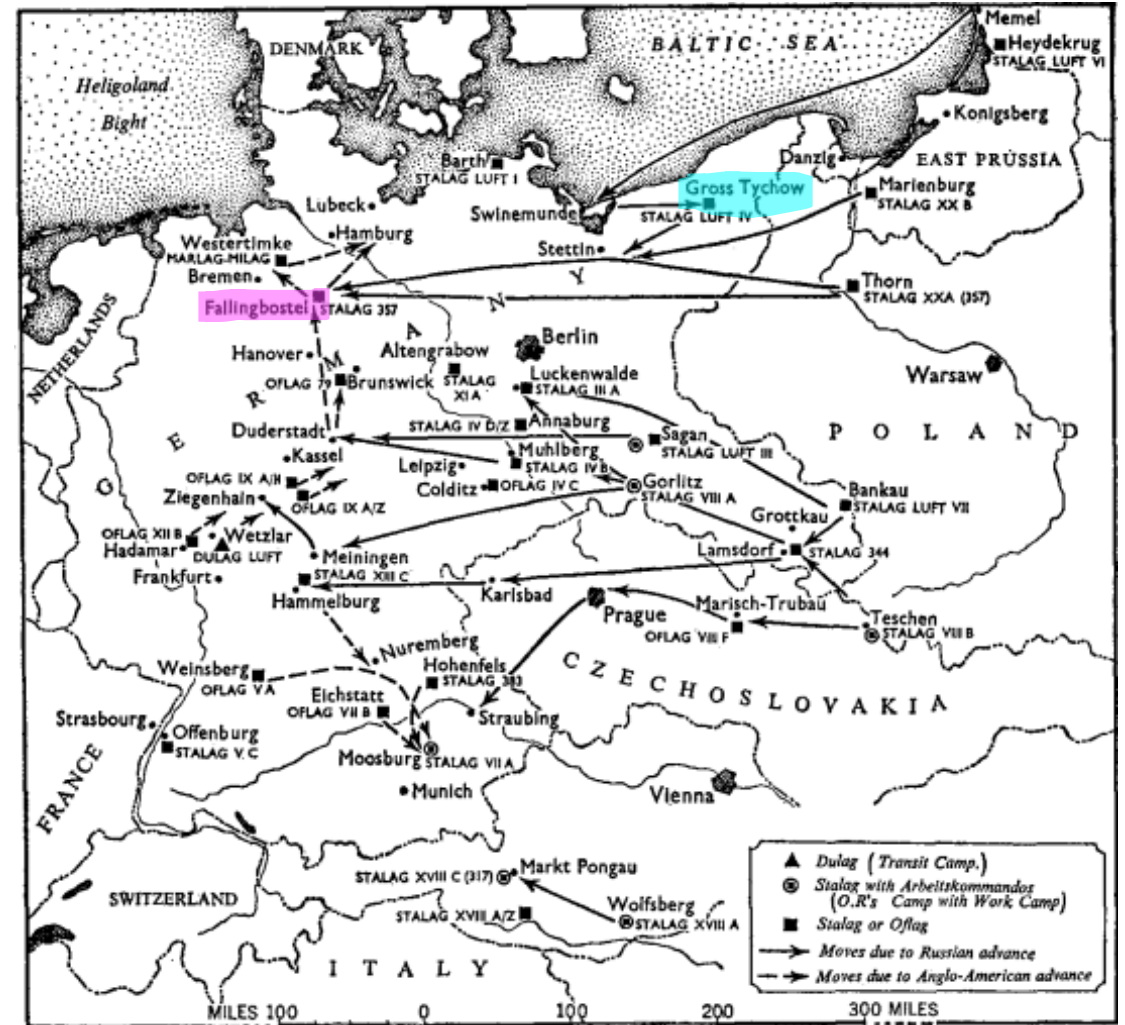 Memel
DENMARK
BALTIC SEA
Heydekrug
STALAG LUFT VI
Heligoland
Bight
Konigsberg
Danzig
EAST PRUSSIA
Barth
STALAG LUFT I
Gross Tychow
STALAG LUFT IV
Marienburg
STALAG XX B
Lubeck
Swinemunde
Hamburg
Westertimke
MARLAG-MILAG
Stettin
Bremen
Thorn
STALAG XXA (357)
Fallingbostel
STALAG 357
NETHERLANDS
GERMANY
Hanover
Altengrabow
STALAG
XI A
Berlin
OFLAG 79
Brunswick
Luckenwalde
STALAG III A
Warsaw
STALAG IV D/Z
Annaburg
POLAND
Duderstadt
Sagan
STALAG LUFT III
Kassel
Leipzig
Muhlberg
STALAG IV B
OFLAG IX A/H
Colditz
OFLAG IV C
Gorlitz
STALAG VIII A
Ziegenhain
OFLAG IX A/Z
Bankau
STALAG LUFT VII
Grottkau
OFLAG XII B
Wetzlar
Hadamar
DULAG LUFT
Lamsdorf
STALAG 344
Meiningen
STALAG XIII C
Frankfurt
Hammelburg
Karlsbad
Prague
Marisch-Trubau
OFLAG VIII F
Teschen
STALAG VIII B
Nuremberg
CZECHOSLOVAKIA
Weinsberg
OFLAG V A
Hohenfels
STALAG 383
Eichstatt
OFLAG VII B
Straubing
Strasbourg
Offenburg
STALAG V C
Moosburg
STALAG VII A
FRANCE
Munich
Vienna
SWITZERLAND
STALAG XVIII C (317)
Markt Pongau
STALAG XVIII A/Z
Wolfsberg
STALAG XVIII A
ITALY
Dulag (Transit Camp.)
Stalag with Arbeitskommandos
(O.R's Camp with Work Camp)
Stalag or Oflag
Moves due to Russian advance
Moves due to Anglo-American advance
MILES 100 0 100 200 300 MILES